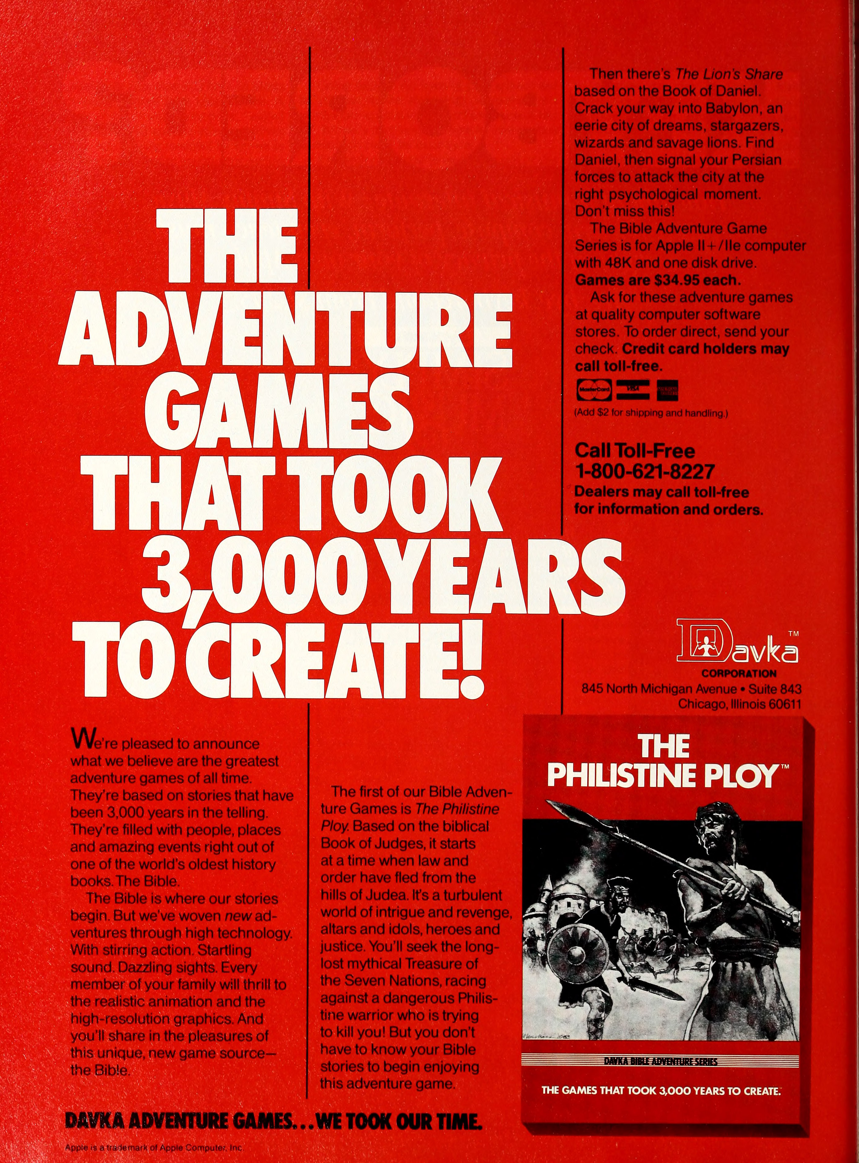 THE
ADVENTURE
GAMES
THAT TOOK
3,000 YEARS
TO CREATE!
We're pleased to announce
what we believe are the greatest
adventure games of all time.
They're based on stories that have
been 3,000 years in the telling.
They're filled with people, places
and amazing events right out of
one of the world's oldest history
books. The Bible.
The Bible is where our stories
begin. But we've woven new ad-
ventures through high technology.
With stirring action. Startling
sound. Dazzling sights. Every
member of your family will thrill to
the realistic animation and the
high-resolution graphics. And
you'll share in the pleasures of
this unique, new game source—
the Bible.
The first of our Bible Adven-
ture Games is The Philistine
Ploy. Based on the biblical
Book of Judges, it starts
at a time when law and
order have fled from the
hills of Judea. It's a turbulent
world of intrigue and revenge,
altars and idols, heroes and
justice. You'll seek the long-
lost mythical Treasure of
the Seven Nations, racing
against a dangerous Philis-
tine warrior who is trying
to kill you! But you don't
have to know your Bible
stories to begin enjoying
this adventure game.
Then there's The Lion's Share
based on the Book of Daniel.
Crack your way into Babylon, an
eerie city of dreams, stargazers,
wizards and savage lions. Find
Daniel, then signal your Persian
forces to attack the city at the
right psychological moment.
Don't miss this!
The Bible Adventure Game
Series is for Apple II+/IIe computer
with 48K and one disk drive.
Games are $34.95 each.
Ask for these adventure games
at quality computer software
stores. To order direct, send your
check. Credit card holders may
call toll-free.
MasterCard VISA
(Add $2 for shipping and handling.)
Call Toll-Free
1-800-621-8227
Dealers may call toll-free
for information and orders.
Davka™
CORPORATION
845 North Michigan Avenue • Suite 843
Chicago, Illinois 60611
THE
PHILISTINE PLOY™
DAVKA BIBLE ADVENTURE SERIES
THE GAMES THAT TOOK 3,000 YEARS TO CREATE.
DAVKA ADVENTURE GAMES...WE TOOK OUR TIME.
Apple is a trademark of Apple Computer, Inc.